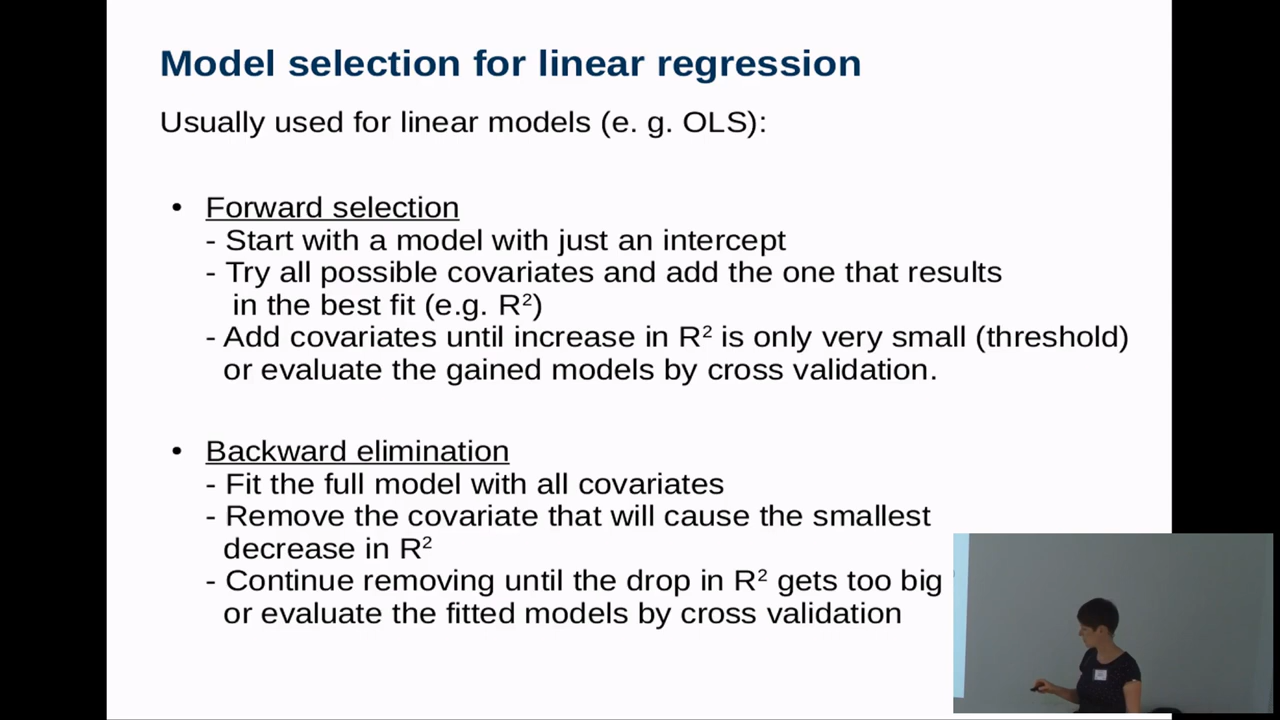 Model selection for linear regression
Usually used for linear models (e. g. OLS):
• Forward selection
- Start with a model with just an intercept
- Try all possible covariates and add the one that results
in the best fit (e.g. R²)
- Add covariates until increase in R² is only very small (threshold)
or evaluate the gained models by cross validation.
• Backward elimination
- Fit the full model with all covariates
- Remove the covariate that will cause the smallest
decrease in R²
- Continue removing until the drop in R² gets too big
or evaluate the fitted models by cross validation